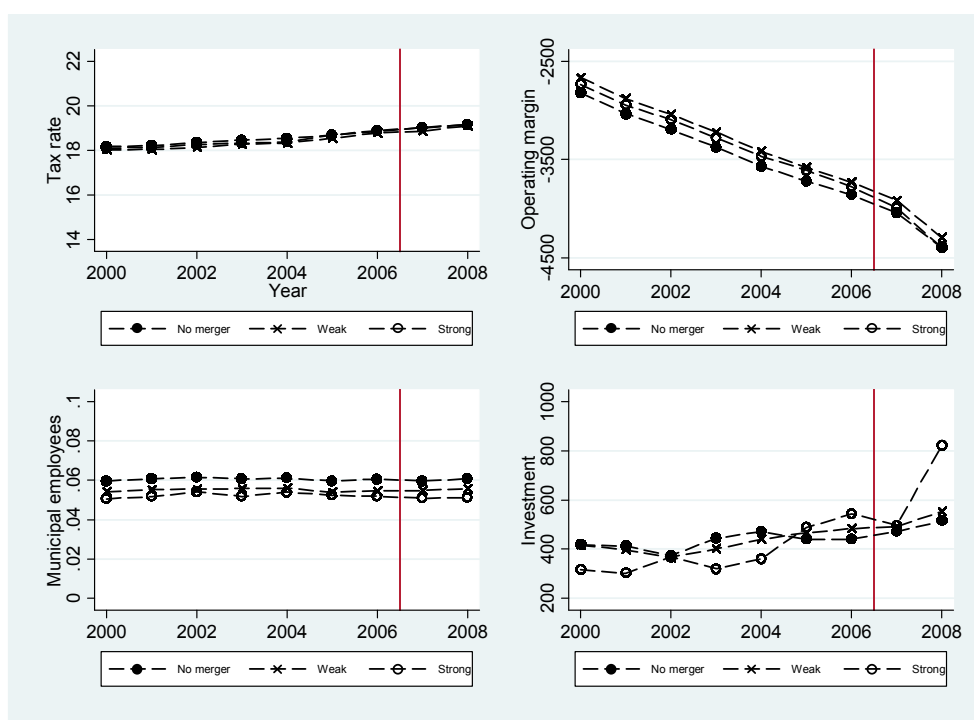 Tax rate
22
20
18
16
14
2000 2002 2004 2006 2008
Year
No merger Weak Strong
Operating margin
-2500
-3500
-4500
2000 2002 2004 2006 2008
No merger Weak Strong
Municipal employees
.1
.08
.06
.04
.02
0
2000 2002 2004 2006 2008
No merger Weak Strong
Investment
1000
800
600
400
200
2000 2002 2004 2006 2008
No merger Weak Strong